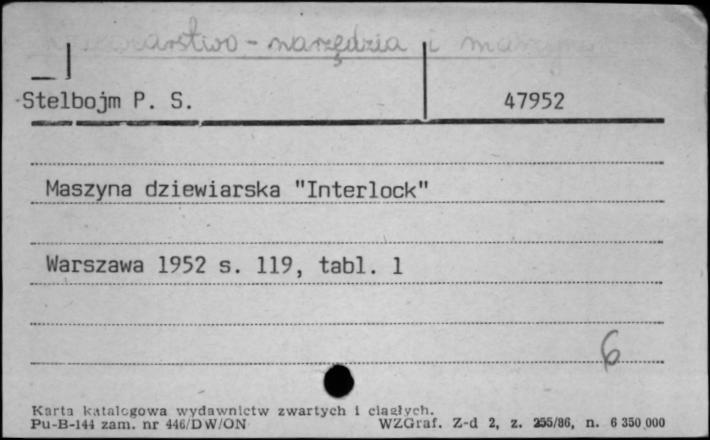 - narzędzia i
Stelbojm P. S. 47952
Maszyna dziewiarska "Interlock"
Warszawa 1952 s. 119, tabl. 1
6
Karta katalogowa wydawnictw zwartych i ciągłych.
Pu-B-144 zam. nr 446/DW/ON WZGraf. Z-d 2, z. 255/86, n. 6 350 000